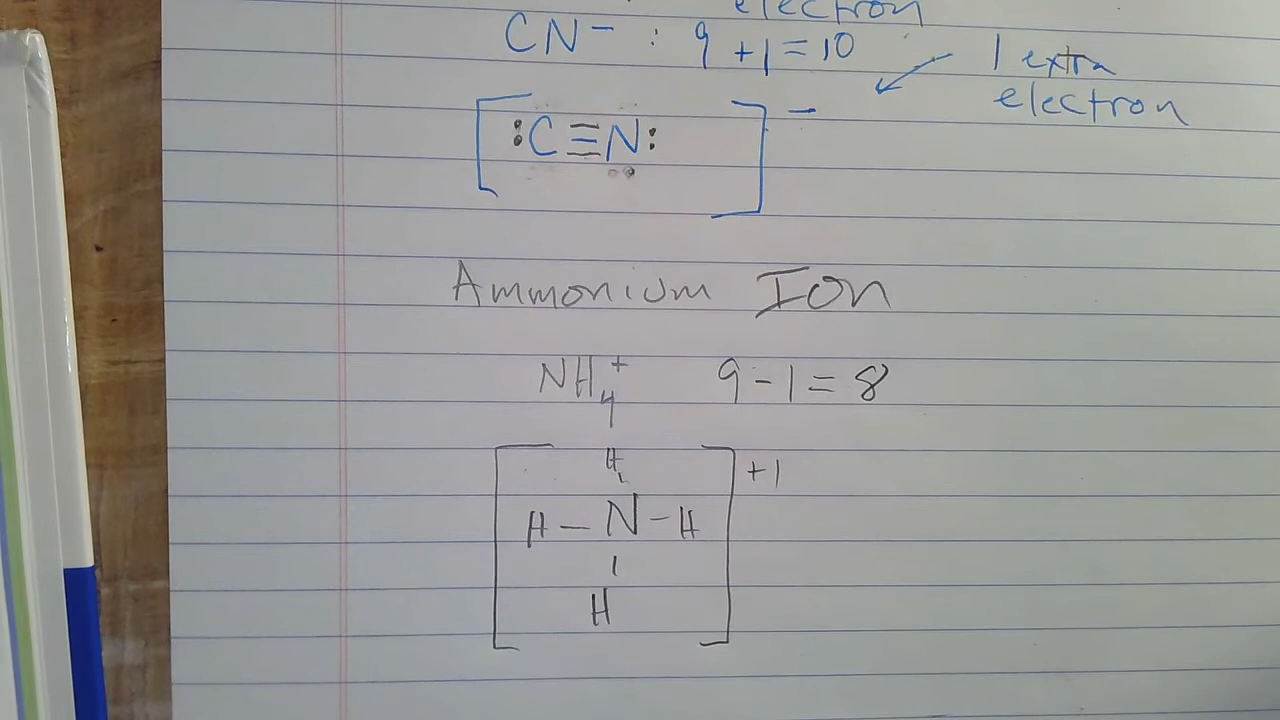 electron
CN⁻ : 9 + 1 = 10
1 extra
electron
[:C≡N:]⁻
Ammonium Ion
NH₄⁺ 9 - 1 = 8
H
H — N — H
H
+1